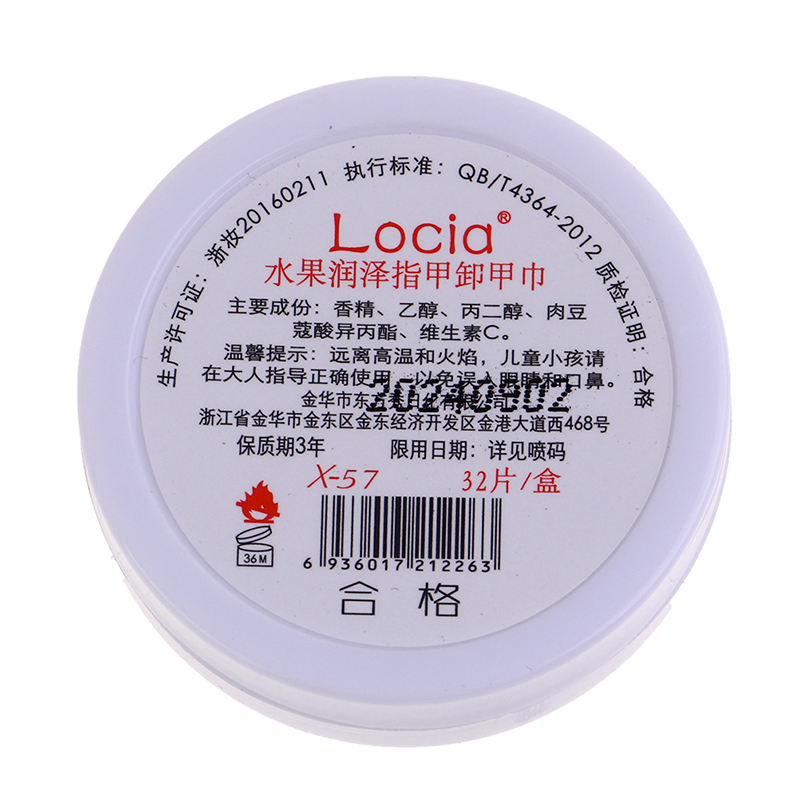 生产许可证：浙妆20160211 执行标准：QB/T4364-2012 质检证明：合格
Locia®
水果润泽指甲卸甲巾
主要成份：香精、乙醇、丙二醇、肉豆
蔻酸异丙酯、维生素C。
温馨提示：远离高温和火焰，儿童小孩请
在大人指导正确使用，以免误入眼睛和口鼻。
20240802
金华市东
浙江省金华市金东区金东经济开发区金港大道西468号
保质期3年 限用日期：详见喷码
X-57 32片/盒
36M
6 936017 212263
合格